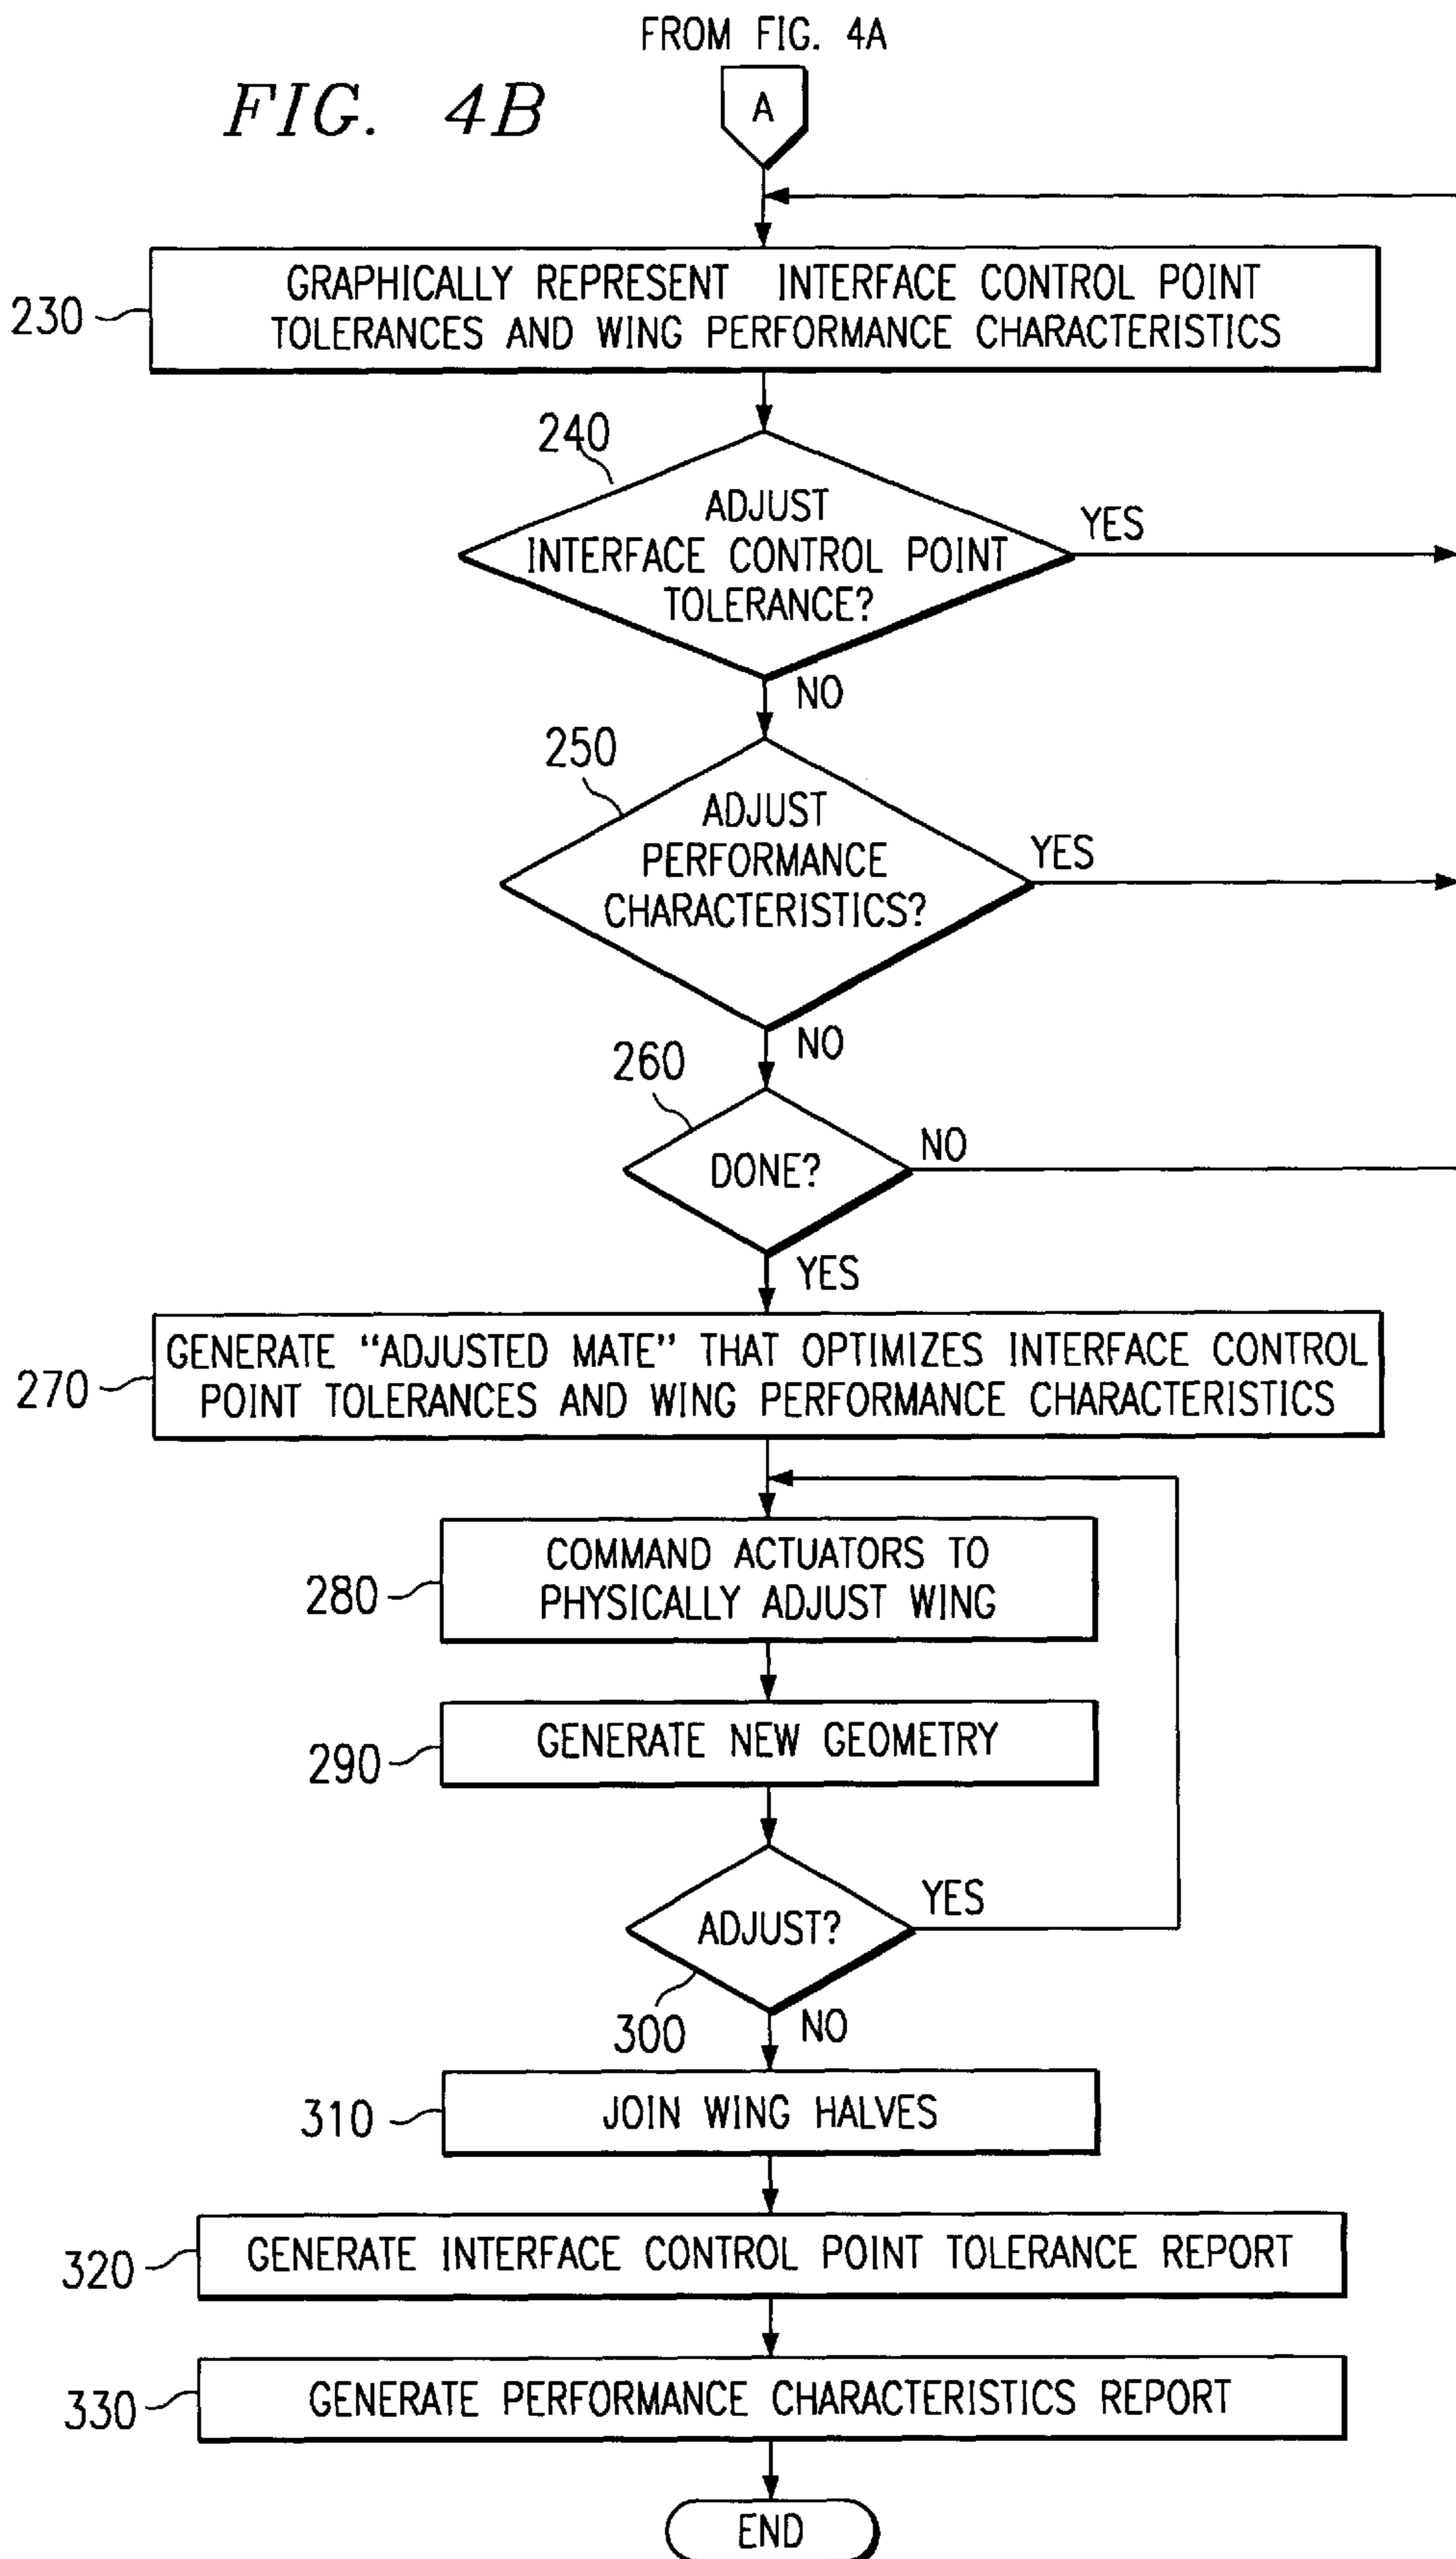 FROM FIG. 4A
FIG. 4B
A
230
GRAPHICALLY REPRESENT INTERFACE CONTROL POINT
TOLERANCES AND WING PERFORMANCE CHARACTERISTICS
240
ADJUST
INTERFACE CONTROL POINT
TOLERANCE?
YES
NO
250
ADJUST
PERFORMANCE
CHARACTERISTICS?
YES
NO
260
DONE?
NO
YES
270
GENERATE “ADJUSTED MATE” THAT OPTIMIZES INTERFACE CONTROL
POINT TOLERANCES AND WING PERFORMANCE CHARACTERISTICS
280
COMMAND ACTUATORS TO
PHYSICALLY ADJUST WING
290
GENERATE NEW GEOMETRY
ADJUST?
YES
300
NO
310
JOIN WING HALVES
320
GENERATE INTERFACE CONTROL POINT TOLERANCE REPORT
330
GENERATE PERFORMANCE CHARACTERISTICS REPORT
END